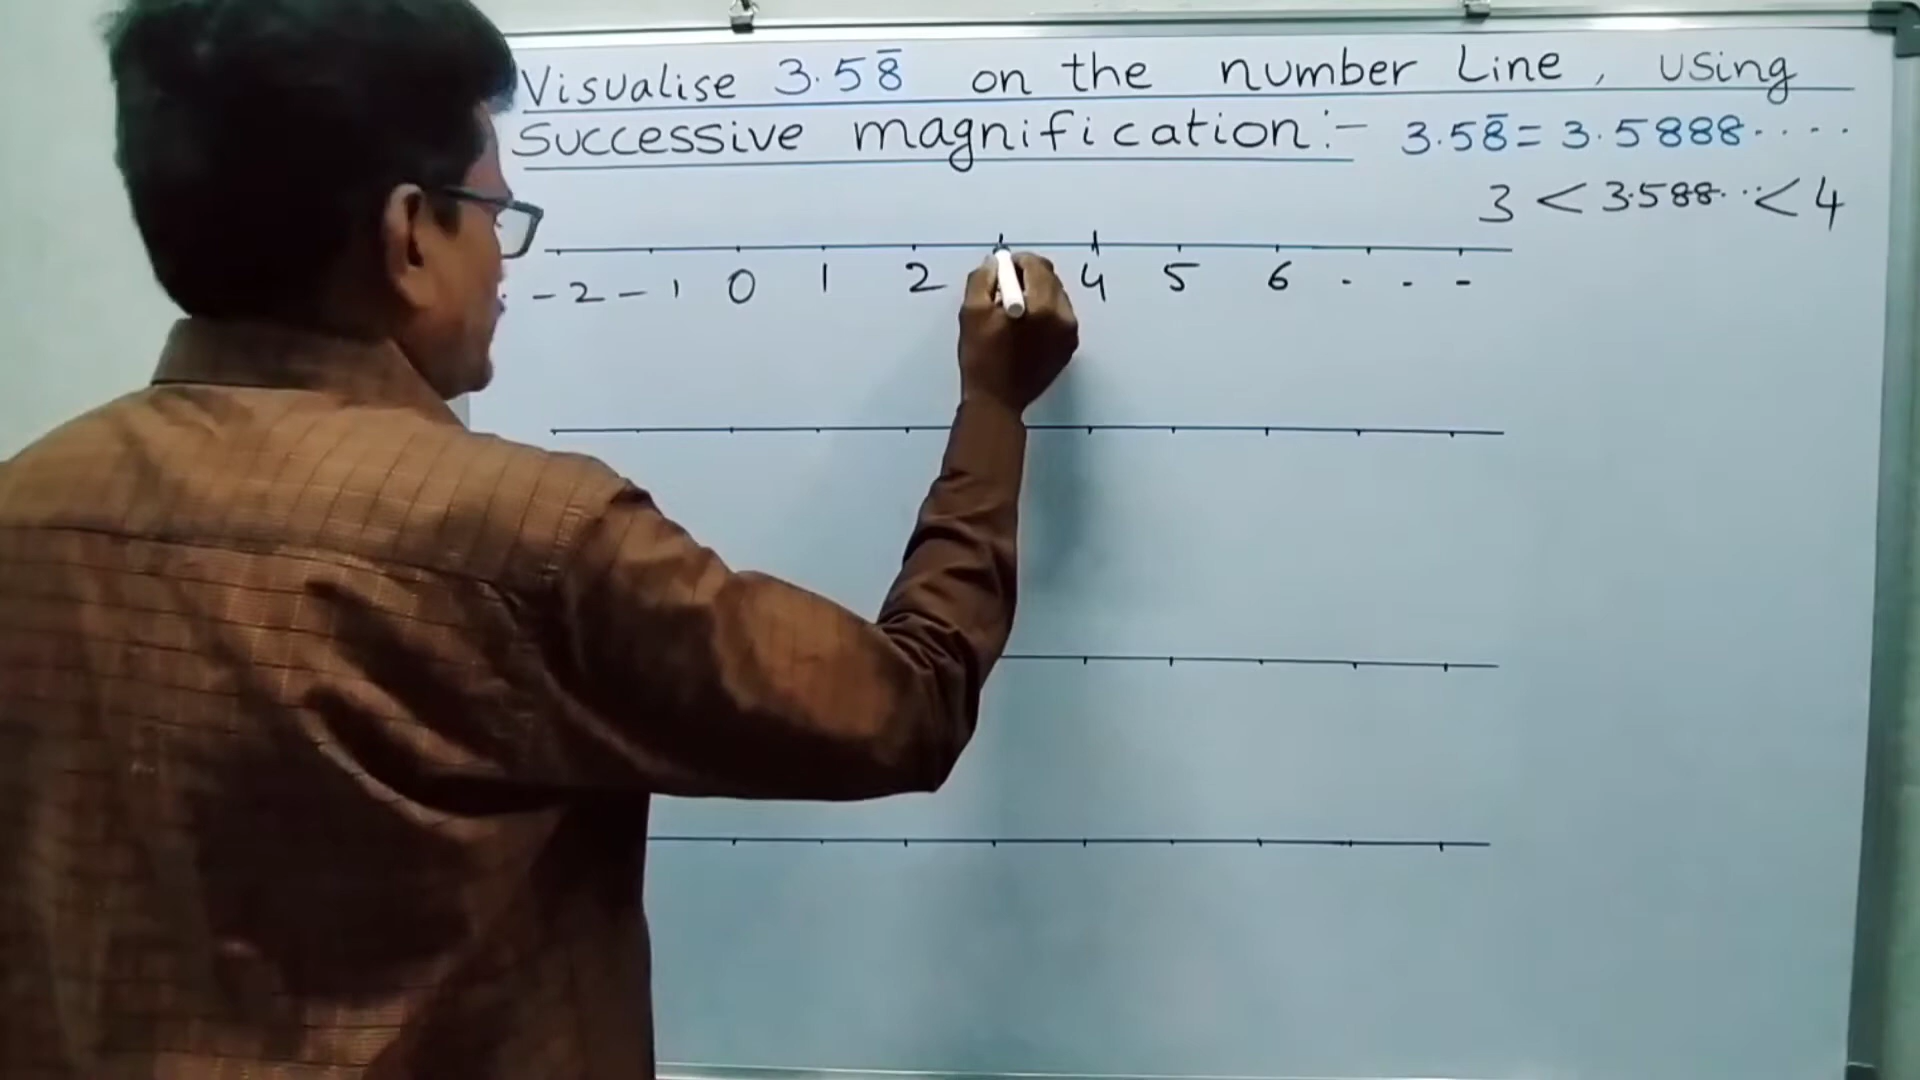 Visualise 3.58̅ on the number Line, using
Successive magnification:- 3.58̅ = 3.5888.....
3 < 3.588... < 4
-2 -1 0 1 2 4 5 6 - - -